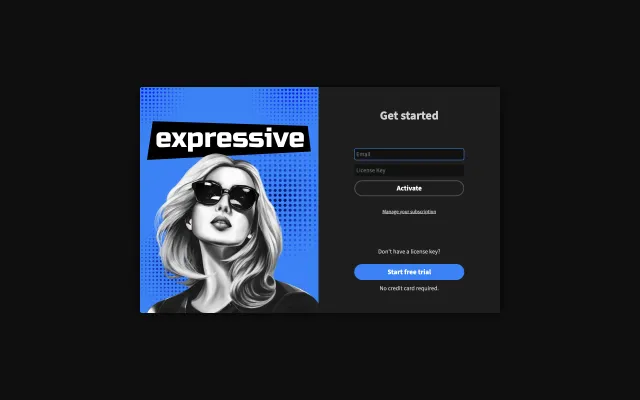 expressive
Get started
Email
License Key
Activate
Manage your subscription
Don't have a license key?
Start free trial
No credit card required.